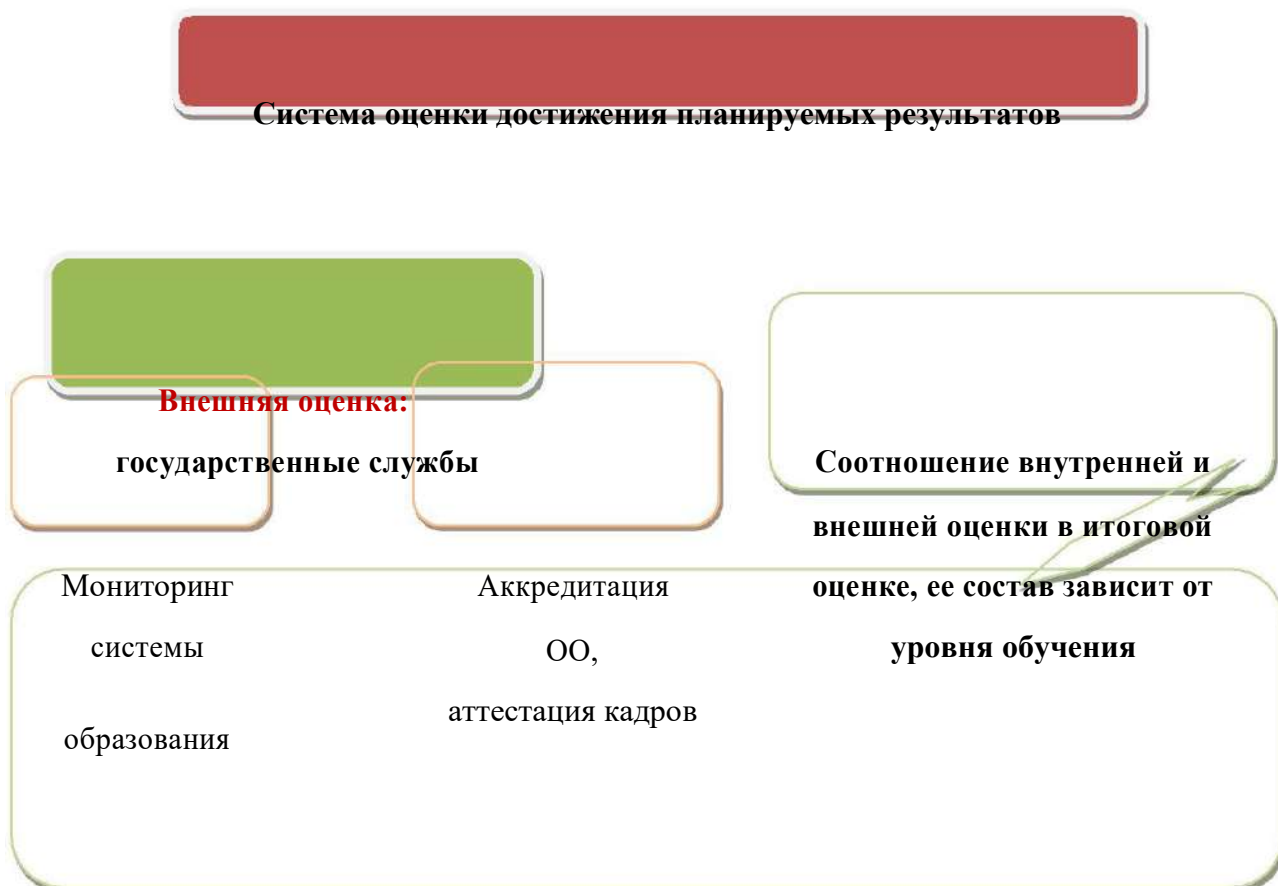 Система оценки достижения планируемых результатов
Внешняя оценка:
государственные службы
Мониторинг
системы
образования
Аккредитация
ОО,
аттестация кадров
Соотношение внутренней и
внешней оценки в итоговой
оценке, ее состав зависит от
уровня обучения